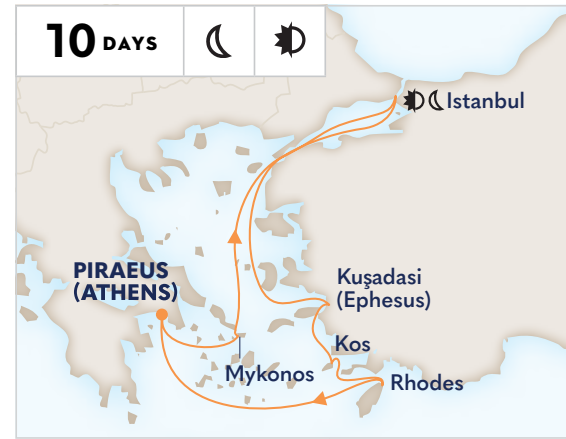 10 DAYS
Istanbul
PIRAEUS
(ATHENS)
Kuşadasi
(Ephesus)
Kos
Mykonos
Rhodes